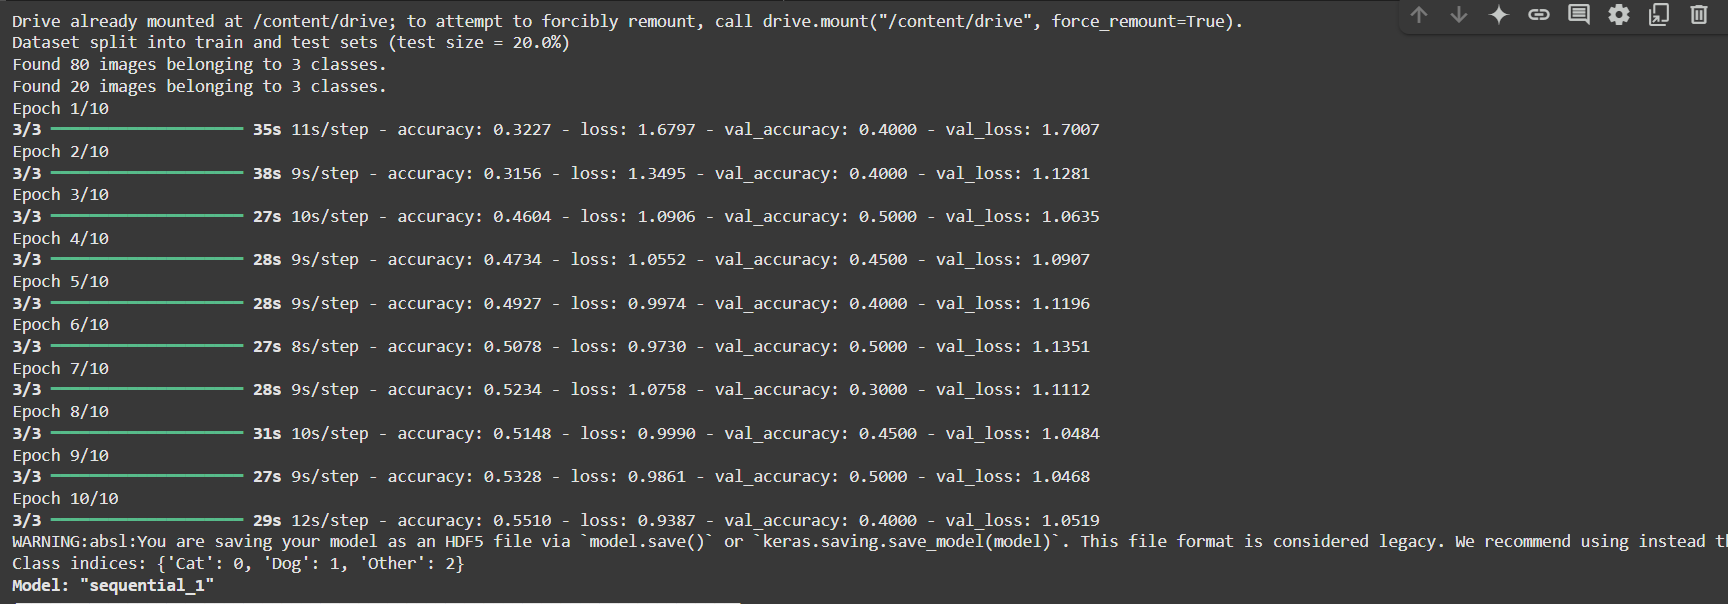 Drive already mounted at /content/drive; to attempt to forcibly remount, call drive.mount("/content/drive", force_remount=True).
Dataset split into train and test sets (test size = 20.0%)
Found 80 images belonging to 3 classes.
Found 20 images belonging to 3 classes.
Epoch 1/10
3/3 35s 11s/step - accuracy: 0.3227 - loss: 1.6797 - val_accuracy: 0.4000 - val_loss: 1.7007
Epoch 2/10
3/3 38s 9s/step - accuracy: 0.3156 - loss: 1.3495 - val_accuracy: 0.4000 - val_loss: 1.1281
Epoch 3/10
3/3 27s 10s/step - accuracy: 0.4604 - loss: 1.0906 - val_accuracy: 0.5000 - val_loss: 1.0635
Epoch 4/10
3/3 28s 9s/step - accuracy: 0.4734 - loss: 1.0552 - val_accuracy: 0.4500 - val_loss: 1.0907
Epoch 5/10
3/3 28s 9s/step - accuracy: 0.4927 - loss: 0.9974 - val_accuracy: 0.4000 - val_loss: 1.1196
Epoch 6/10
3/3 27s 8s/step - accuracy: 0.5078 - loss: 0.9730 - val_accuracy: 0.5000 - val_loss: 1.1351
Epoch 7/10
3/3 28s 9s/step - accuracy: 0.5234 - loss: 1.0758 - val_accuracy: 0.3000 - val_loss: 1.1112
Epoch 8/10
3/3 31s 10s/step - accuracy: 0.5148 - loss: 0.9990 - val_accuracy: 0.4500 - val_loss: 1.0484
Epoch 9/10
3/3 27s 9s/step - accuracy: 0.5328 - loss: 0.9861 - val_accuracy: 0.5000 - val_loss: 1.0468
Epoch 10/10
3/3 29s 12s/step - accuracy: 0.5510 - loss: 0.9387 - val_accuracy: 0.4000 - val_loss: 1.0519
WARNING:absl:You are saving your model as an HDF5 file via `model.save()` or `keras.saving.save_model(model)`. This file format is considered legacy. We recommend using instead
Class indices: {'Cat': 0, 'Dog': 1, 'Other': 2}
Model: "sequential_1"